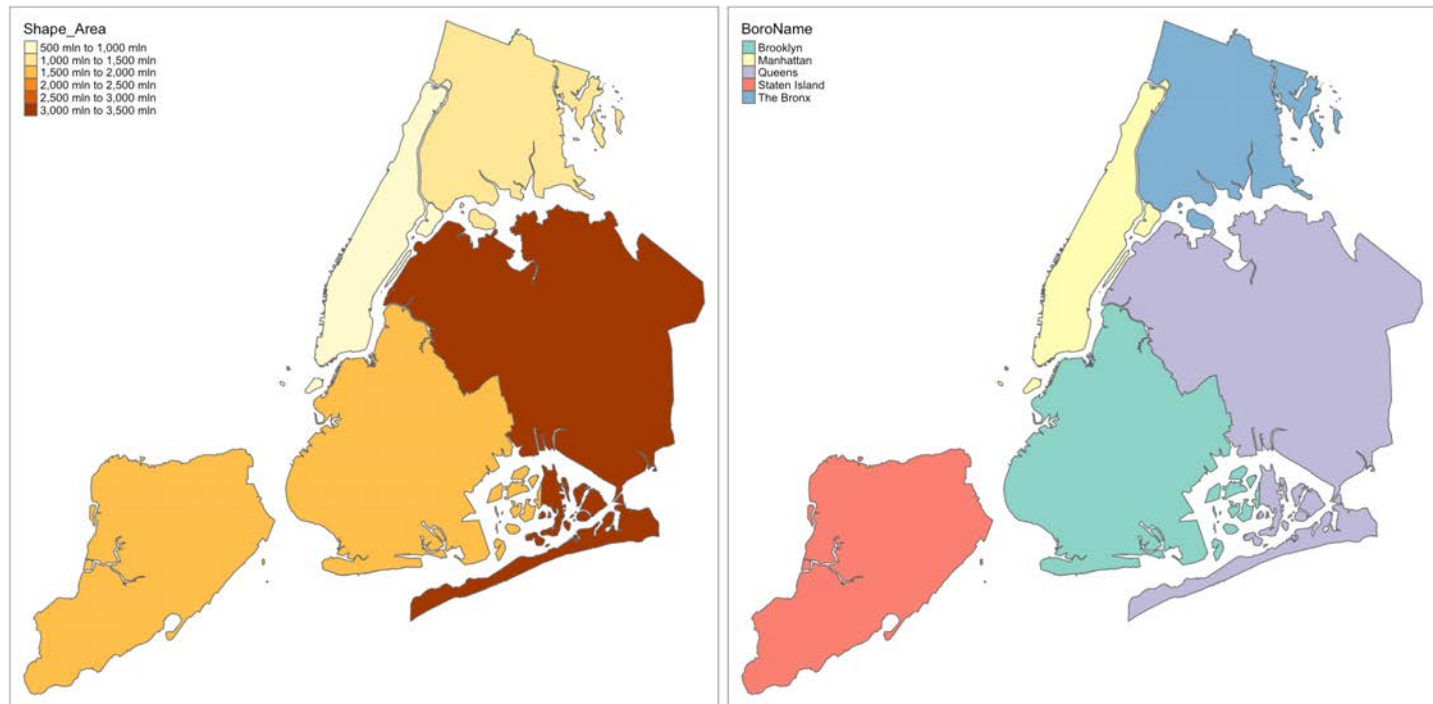 Shape_Area
500 mln to 1,000 mln
1,000 mln to 1,500 mln
1,500 mln to 2,000 mln
2,000 mln to 2,500 mln
2,500 mln to 3,000 mln
3,000 mln to 3,500 mln
BoroName
Brooklyn
Manhattan
Queens
Staten Island
The Bronx